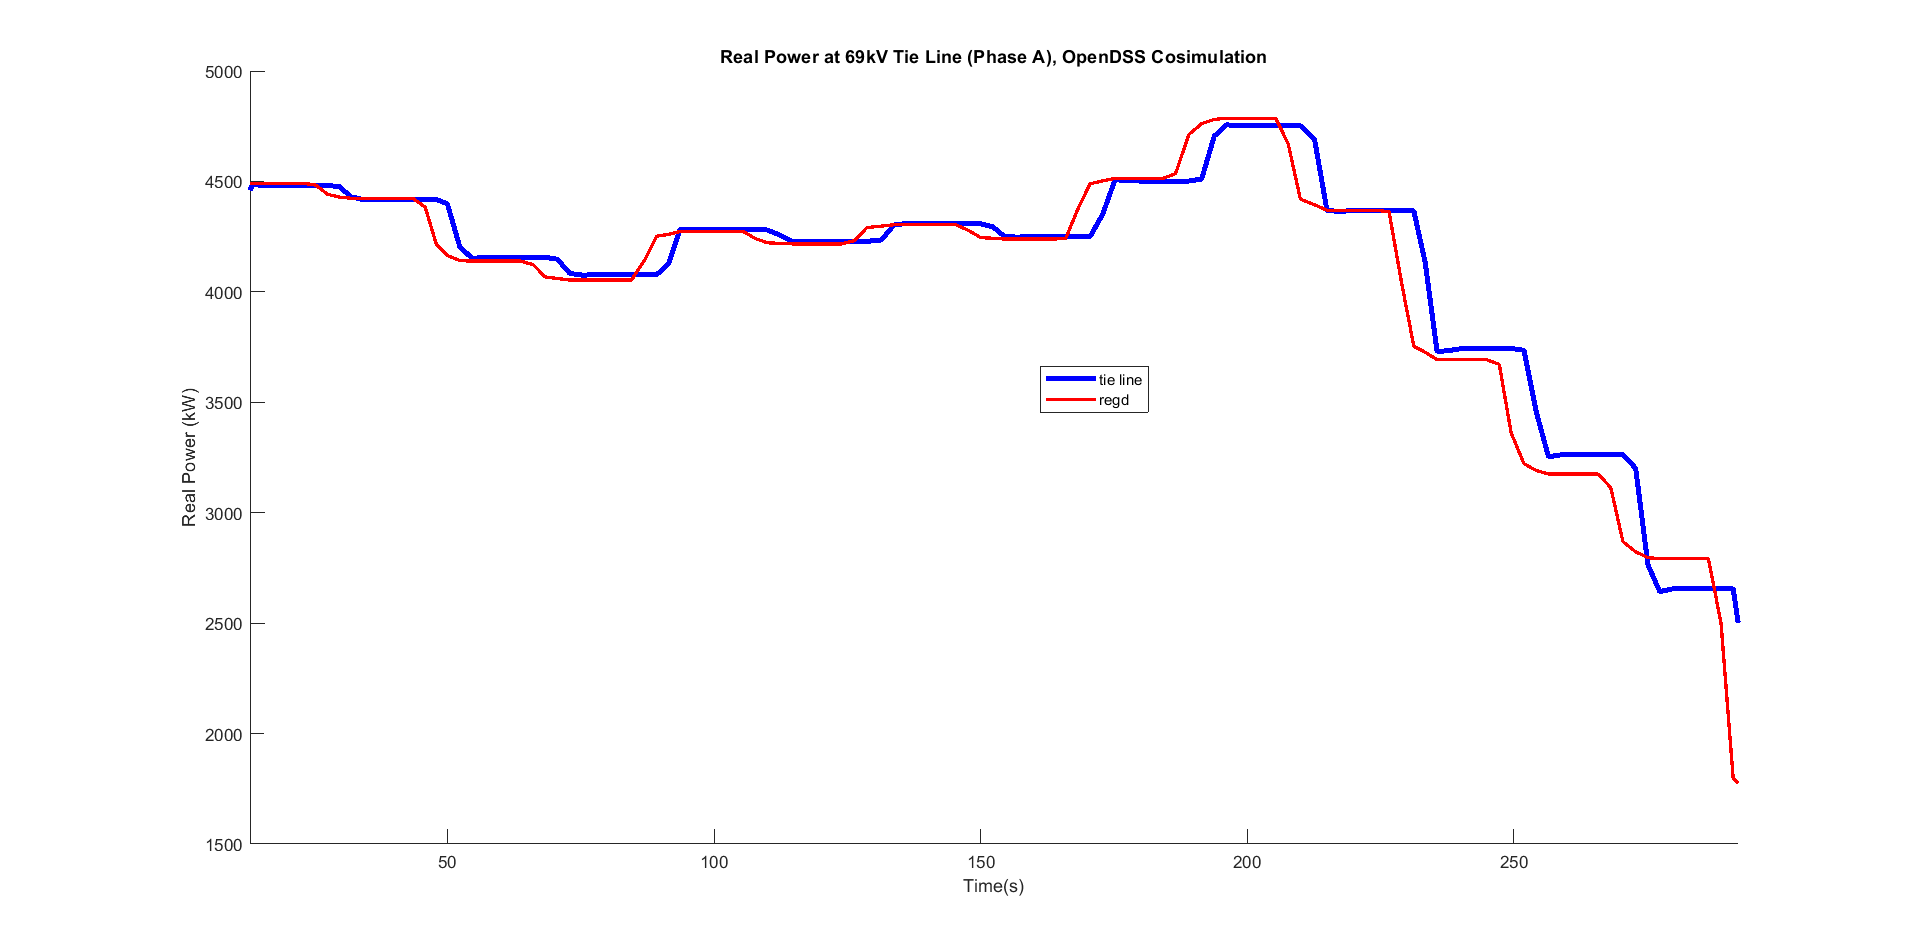 Real Power at 69kV Tie Line (Phase A), OpenDSS Cosimulation
5000
4500
4000
3500
3000
2500
2000
1500
Real Power (kW)
tie line
regd
50
100
150
200
250
Time(s)